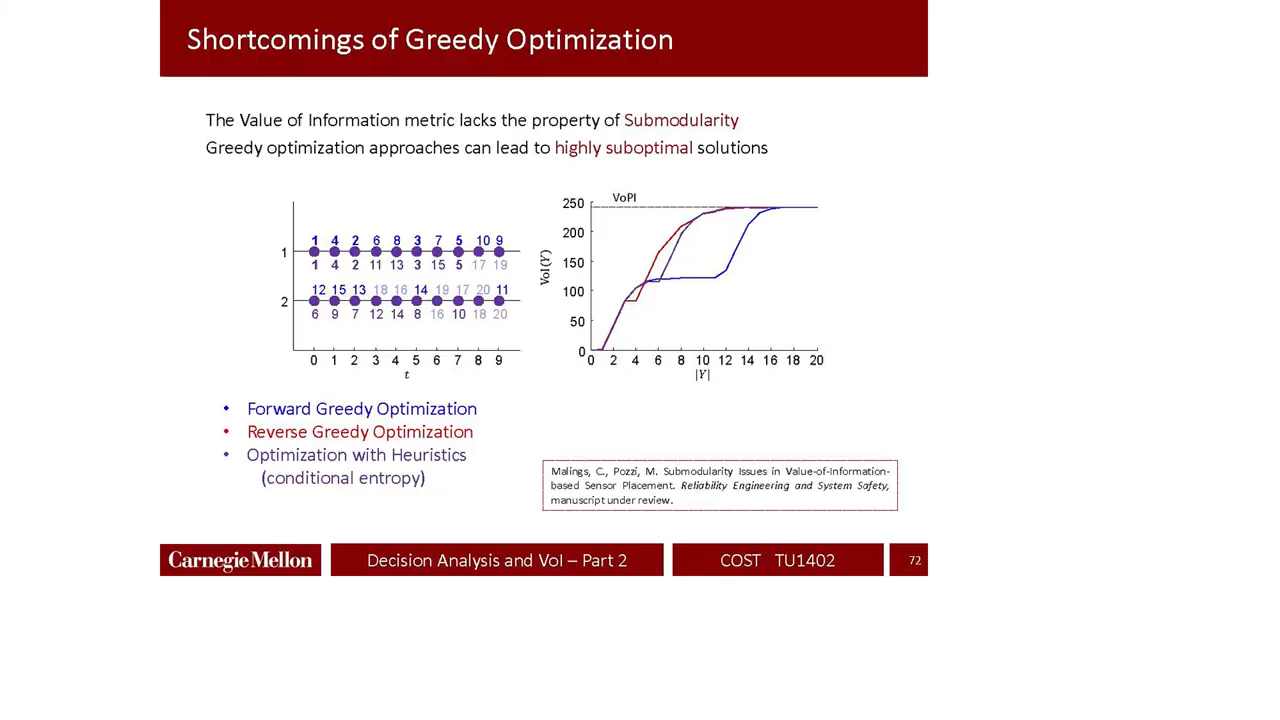 Shortcomings of Greedy Optimization
The Value of Information metric lacks the property of Submodularity
Greedy optimization approaches can lead to highly suboptimal solutions
1 4 2 6 8 3 7 5 10 9
1
1 4 2 11 13 3 15 5 17 19
12 15 13 18 16 14 19 17 20 11
2
6 9 7 12 14 8 16 10 18 20
0 1 2 3 4 5 6 7 8 9
t
VoPI
250
200
150
100
50
0
VoI(Y)
0 2 4 6 8 10 12 14 16 18 20
|Y|
• Forward Greedy Optimization
• Reverse Greedy Optimization
• Optimization with Heuristics
(conditional entropy)
Malings, C., Pozzi, M. Submodularity Issues in Value-of-Information-
based Sensor Placement. Reliability Engineering and System Safety,
manuscript under review.
Carnegie Mellon
Decision Analysis and VoI – Part 2
COST TU1402
72